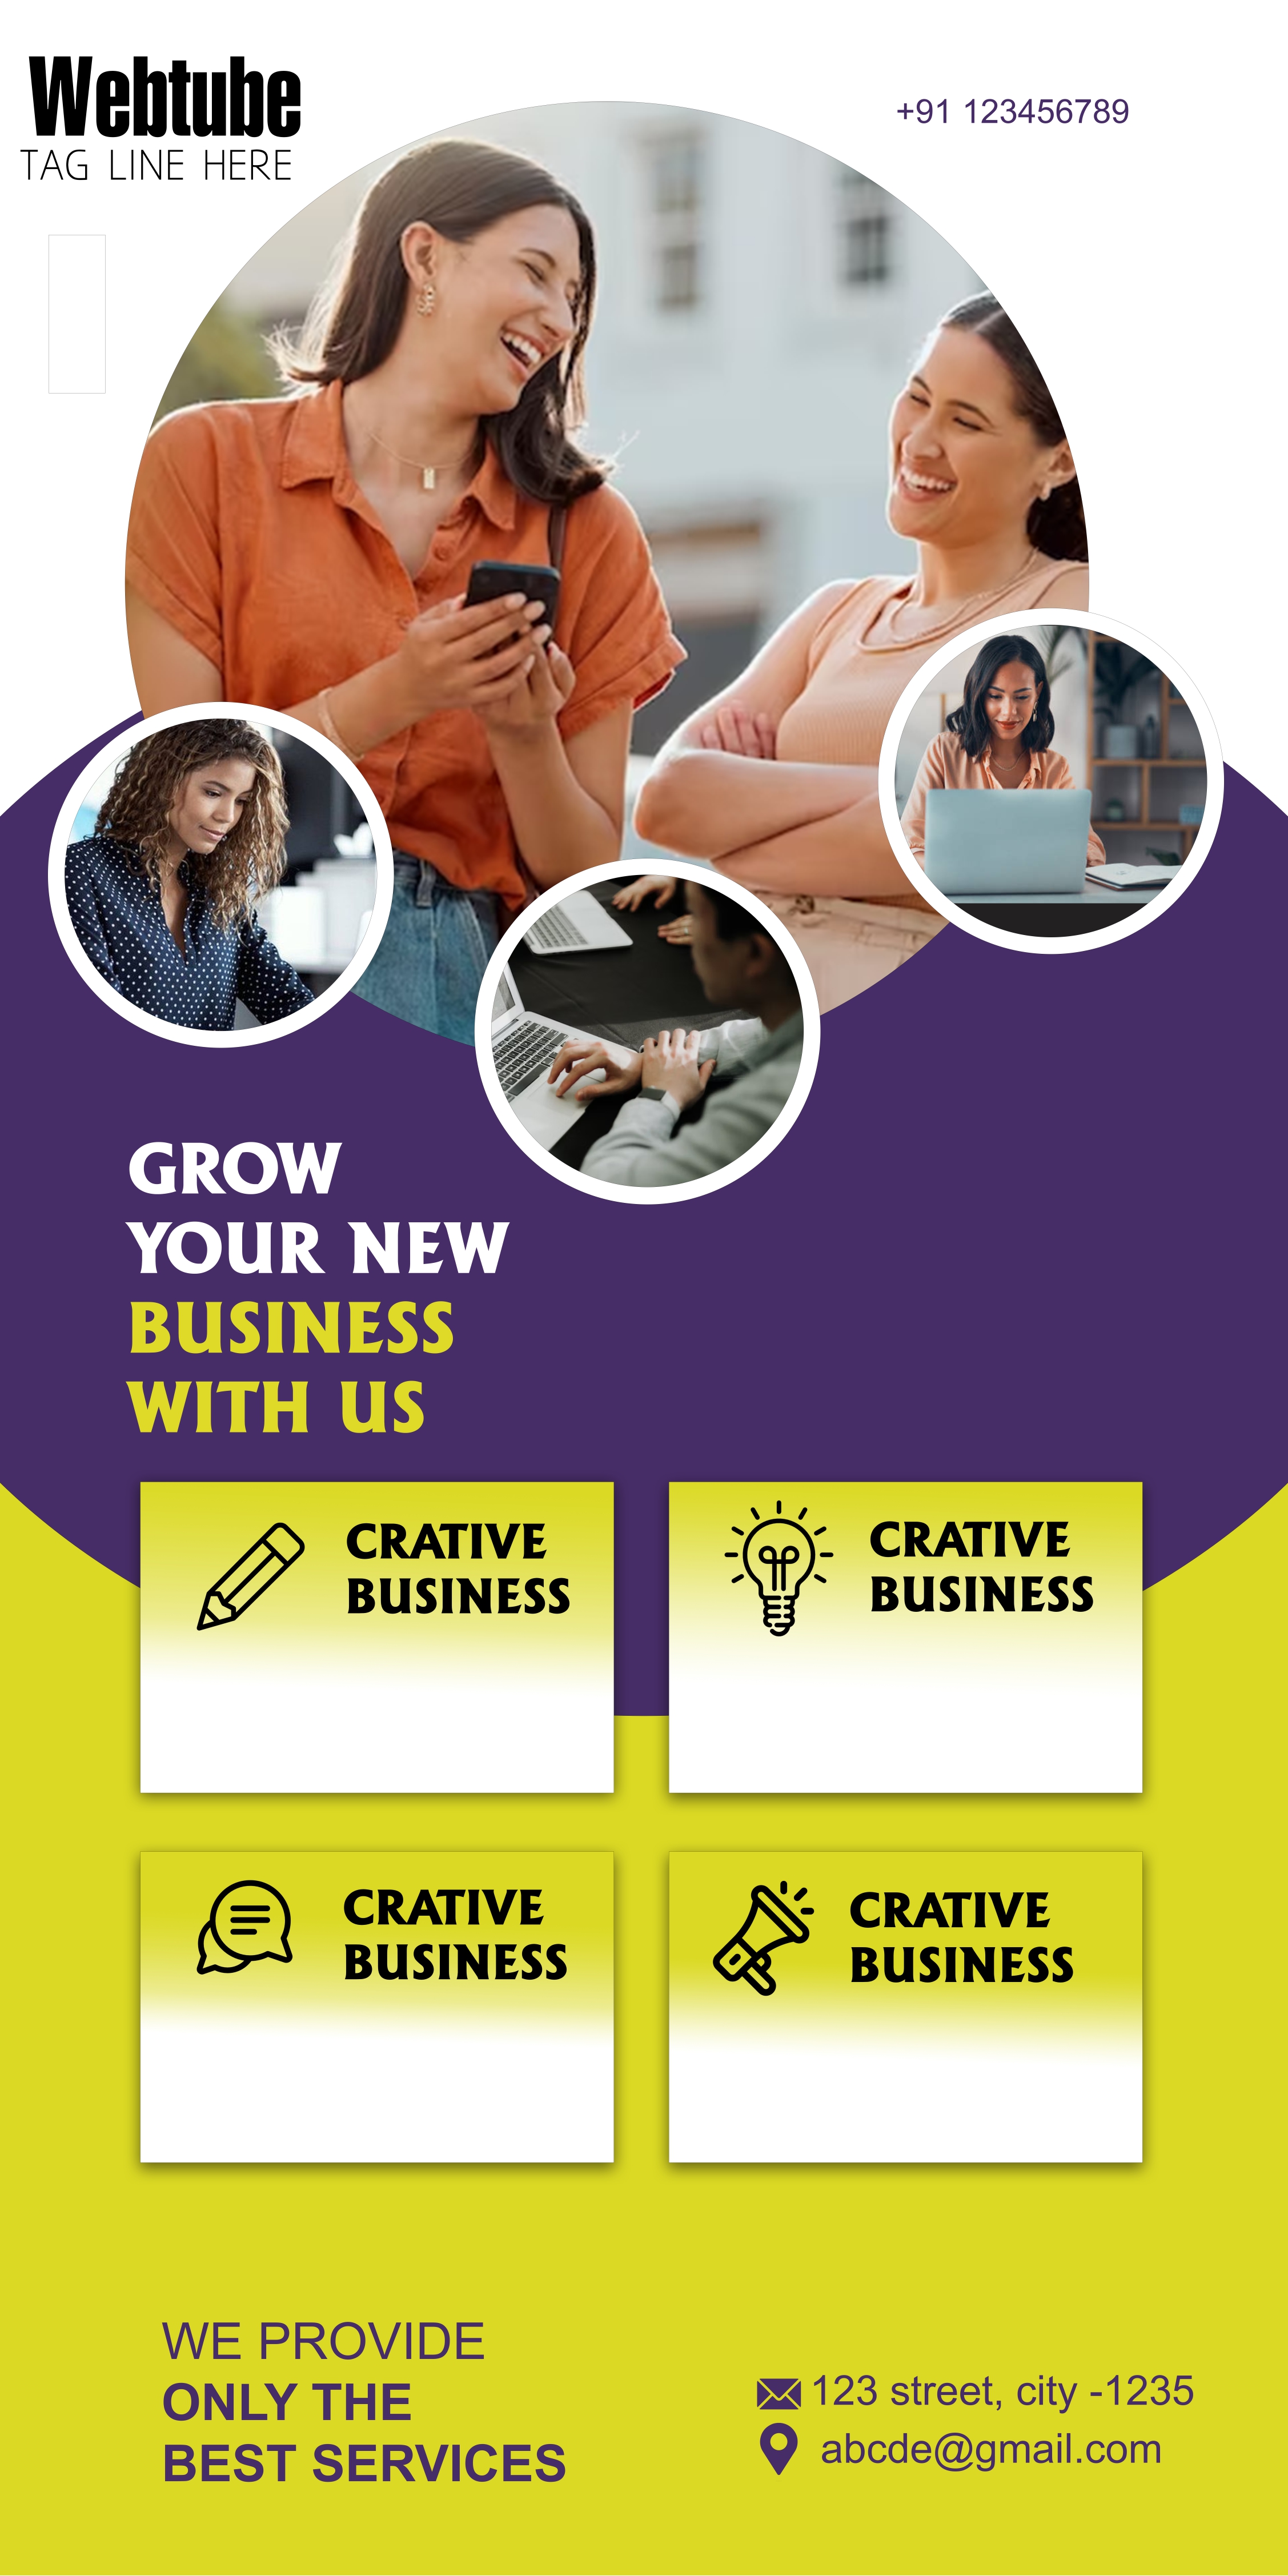 Webtube
TAG LINE HERE
+91 123456789
GROW
YOUR NEW
BUSINESS
WITH US
CRATIVE
BUSINESS
CRATIVE
BUSINESS
CRATIVE
BUSINESS
CRATIVE
BUSINESS
WE PROVIDE
ONLY THE
BEST SERVICES
123 street, city -1235
abcde@gmail.com